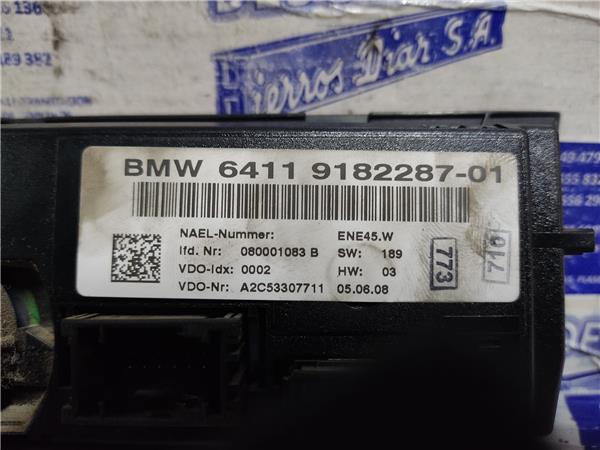 ierros Diar S.A.
BMW 6411 9182287-01
NAEL-Nummer: ENE45.W
lfd. Nr: 080001083 B SW: 189
VDO-Idx: 0002 HW: 03
VDO-Nr: A2C53307711 05.06.08
773
710